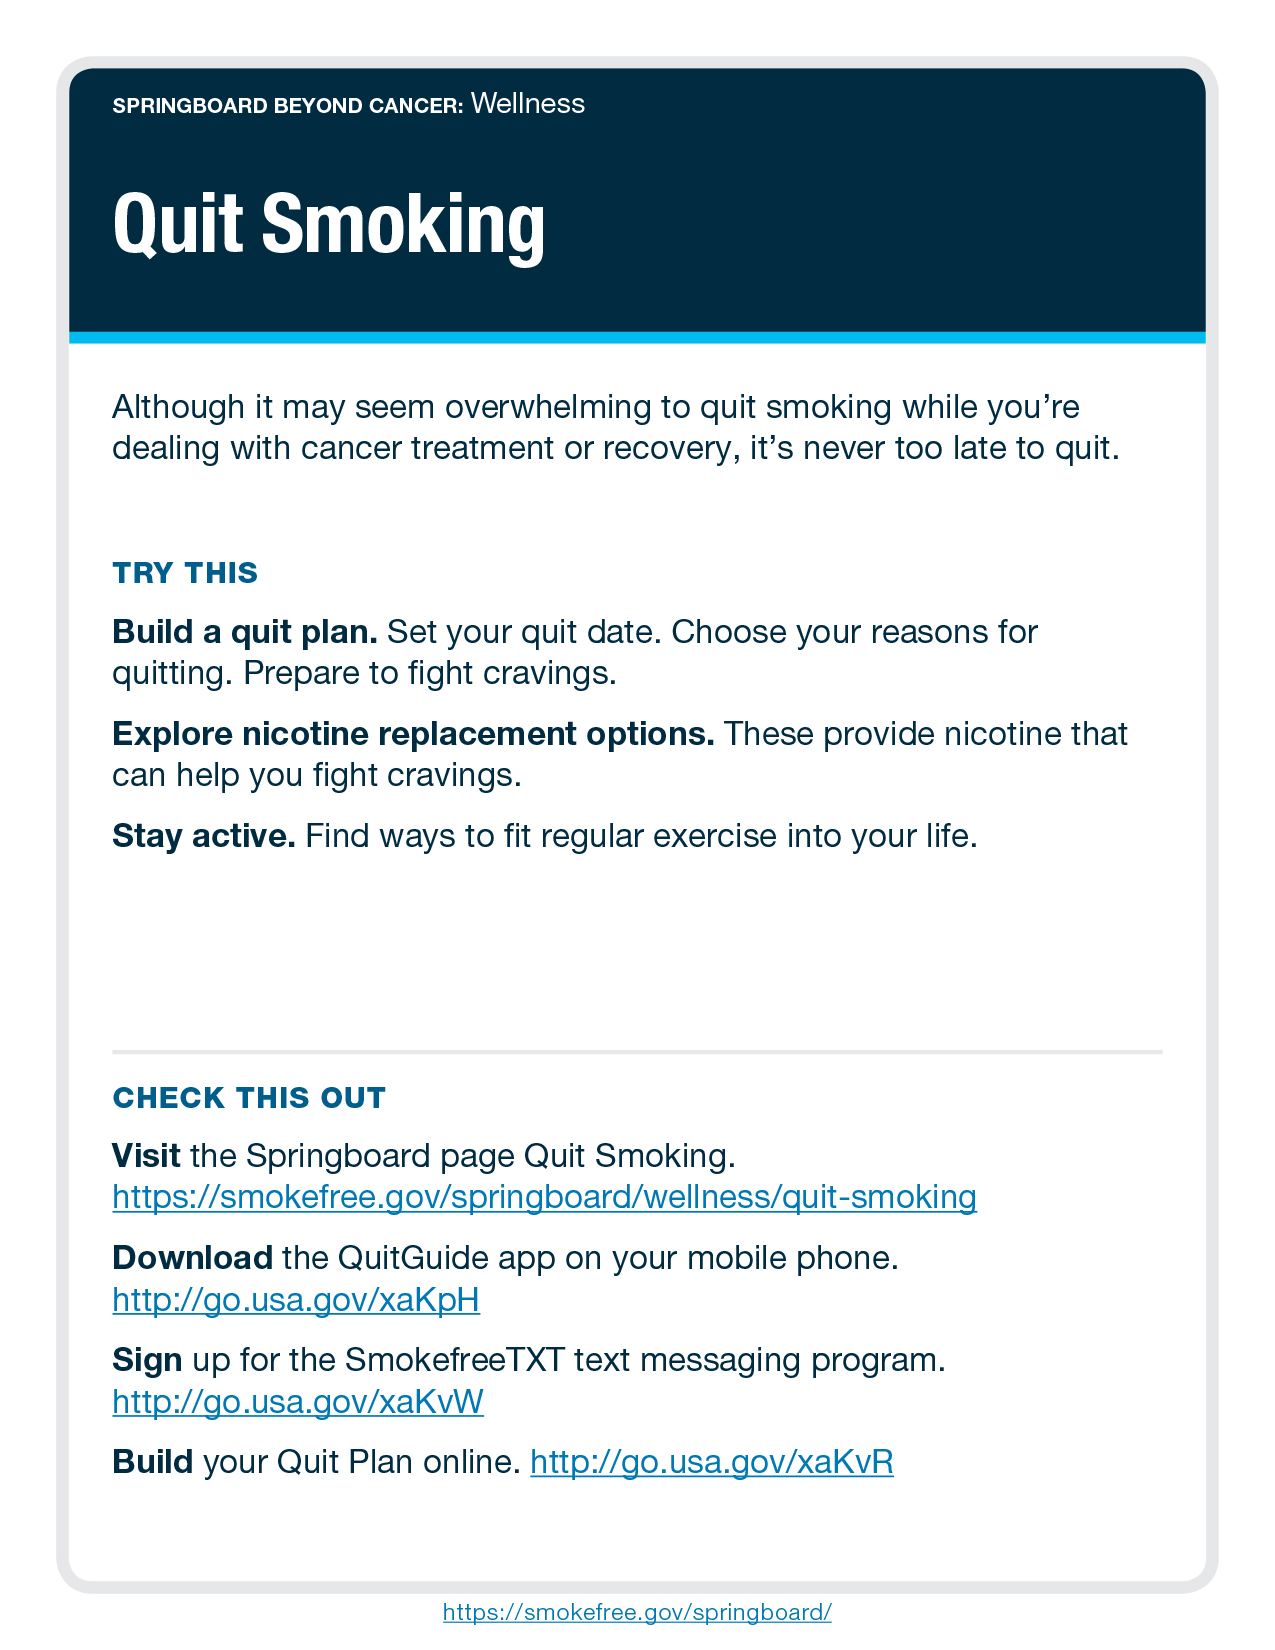 SPRINGBOARD BEYOND CANCER: Wellness
Quit Smoking
Although it may seem overwhelming to quit smoking while you’re
dealing with cancer treatment or recovery, it’s never too late to quit.
TRY THIS
Build a quit plan. Set your quit date. Choose your reasons for
quitting. Prepare to fight cravings.
Explore nicotine replacement options. These provide nicotine that
can help you fight cravings.
Stay active. Find ways to fit regular exercise into your life.
CHECK THIS OUT
Visit the Springboard page Quit Smoking.
https://smokefree.gov/springboard/wellness/quit-smoking
Download the QuitGuide app on your mobile phone.
http://go.usa.gov/xaKpH
Sign up for the SmokefreeTXT text messaging program.
http://go.usa.gov/xaKvW
Build your Quit Plan online. http://go.usa.gov/xaKvR
https://smokefree.gov/springboard/